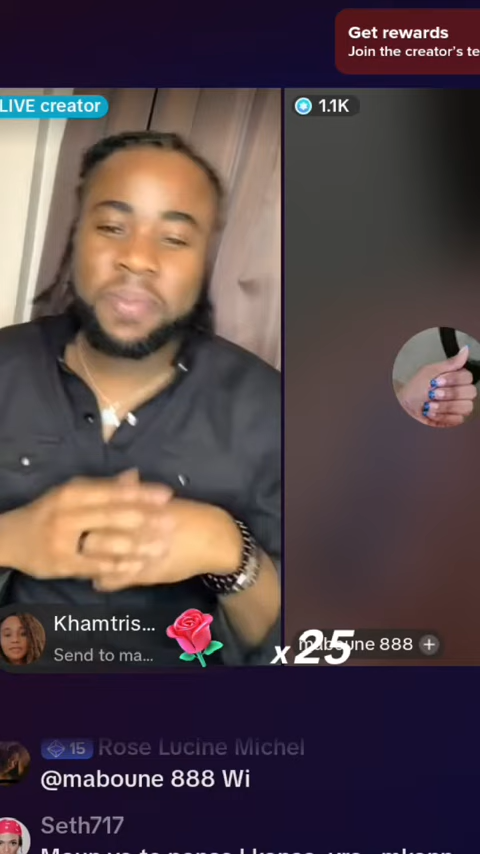 Get rewards
Join the creator's te
LIVE creator
1.1K
Khamtris...
Send to ma...
x25
maboune 888 +
15 Rose Lucine Michel
@maboune 888 Wi
Seth717